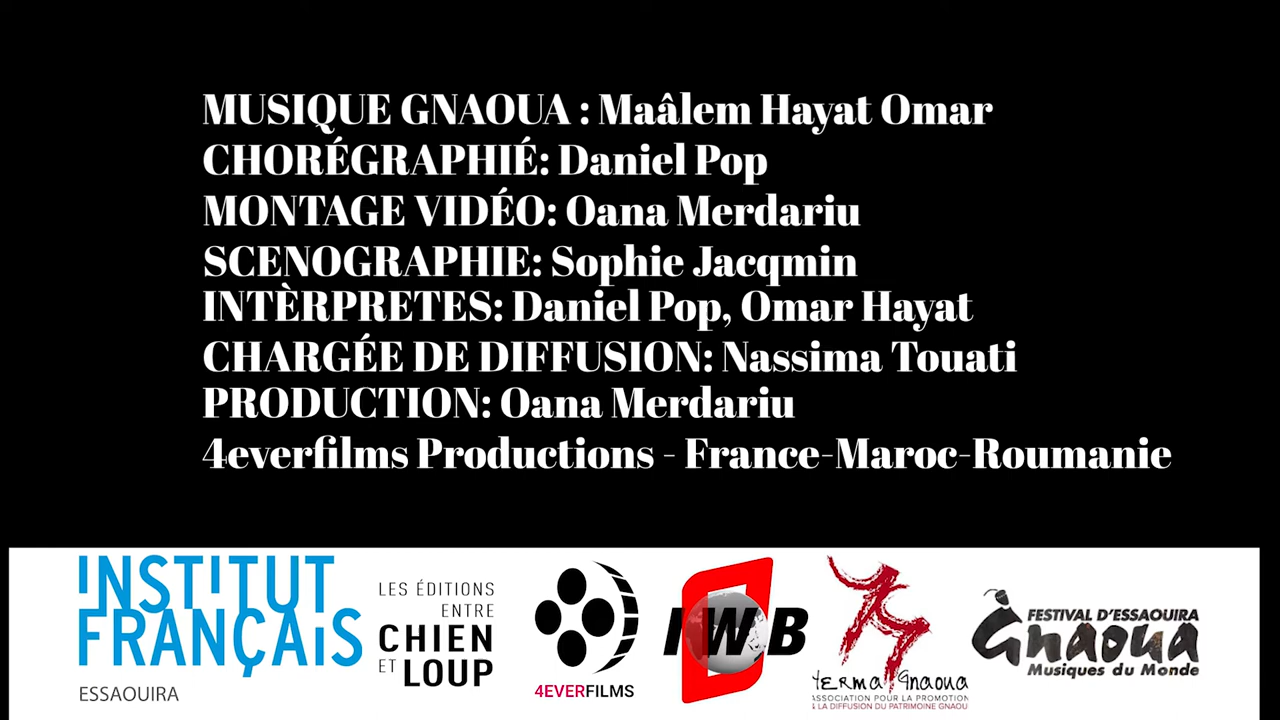 MUSIQUE GNAOUA : Maâlem Hayat Omar
CHORÉGRAPHIÉ: Daniel Pop
MONTAGE VIDÉO: Oana Merdariu
SCENOGRAPHIE: Sophie Jacqmin
INTÈRPRETES: Daniel Pop, Omar Hayat
CHARGÉE DE DIFFUSION: Nassima Touati
PRODUCTION: Oana Merdariu
4everfilms Productions - France-Maroc-Roumanie
INSTITUT
FRANÇAIS
ESSAOUIRA
LES ÉDITIONS
ENTRE
CHIEN
ET LOUP
4EVERFILMS
IWB
YERMA GNAOUA
ASSOCIATION POUR LA PROMOTION
& LA DIFFUSION DU PATRIMOINE GNAOU
FESTIVAL D'ESSAOUIRA
Gnaoua
Musiques du Monde